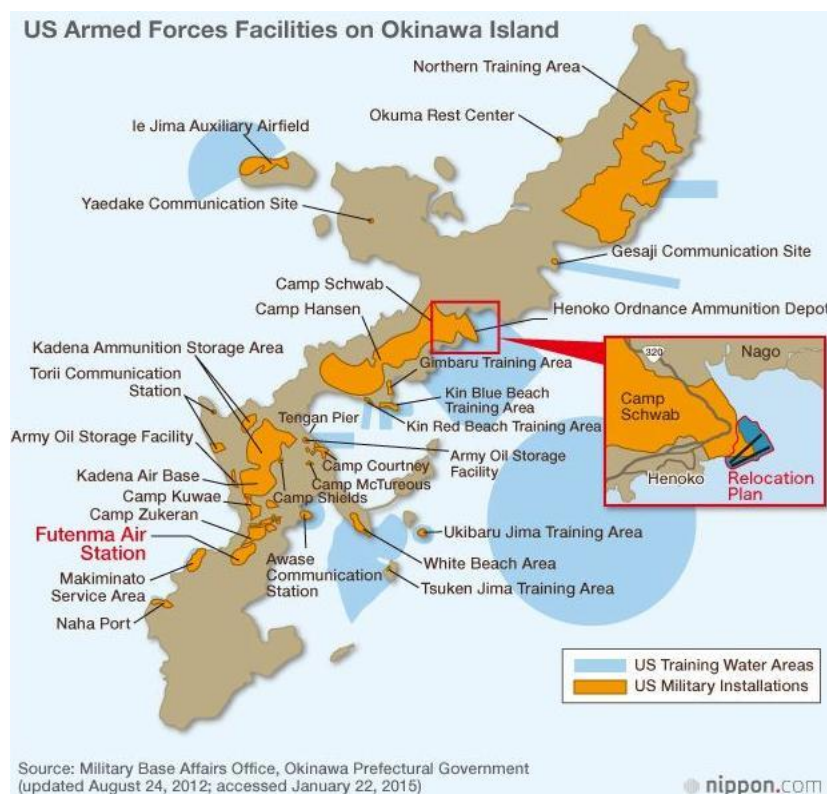 US Armed Forces Facilities on Okinawa Island
Northern Training Area
Ie Jima Auxiliary Airfield
Okuma Rest Center
Yaedake Communication Site
Gesaji Communication Site
Camp Schwab
Camp Hansen
Henoko Ordnance Ammunition Depot
Kadena Ammunition Storage Area
Torii Communication
Station
Gimbaru Training Area
320
Nago
Camp
Schwab
Kin Blue Beach
Training Area
Kin Red Beach Training Area
Tengan Pier
Army Oil Storage Facility
Army Oil Storage
Facility
Henoko
Relocation
Plan
Camp Courtney
Camp McTureous
Kadena Air Base
Camp Shields
Camp Kuwae
Camp Zukeran
Futenma Air
Station
Ukibaru Jima Training Area
Awase
Communication
Station
White Beach Area
Makiminato
Service Area
Tsuken Jima Training Area
Naha Port
US Training Water Areas
US Military Installations
Source: Military Base Affairs Office, Okinawa Prefectural Government
(updated August 24, 2012; accessed January 22, 2015)
nippon.com